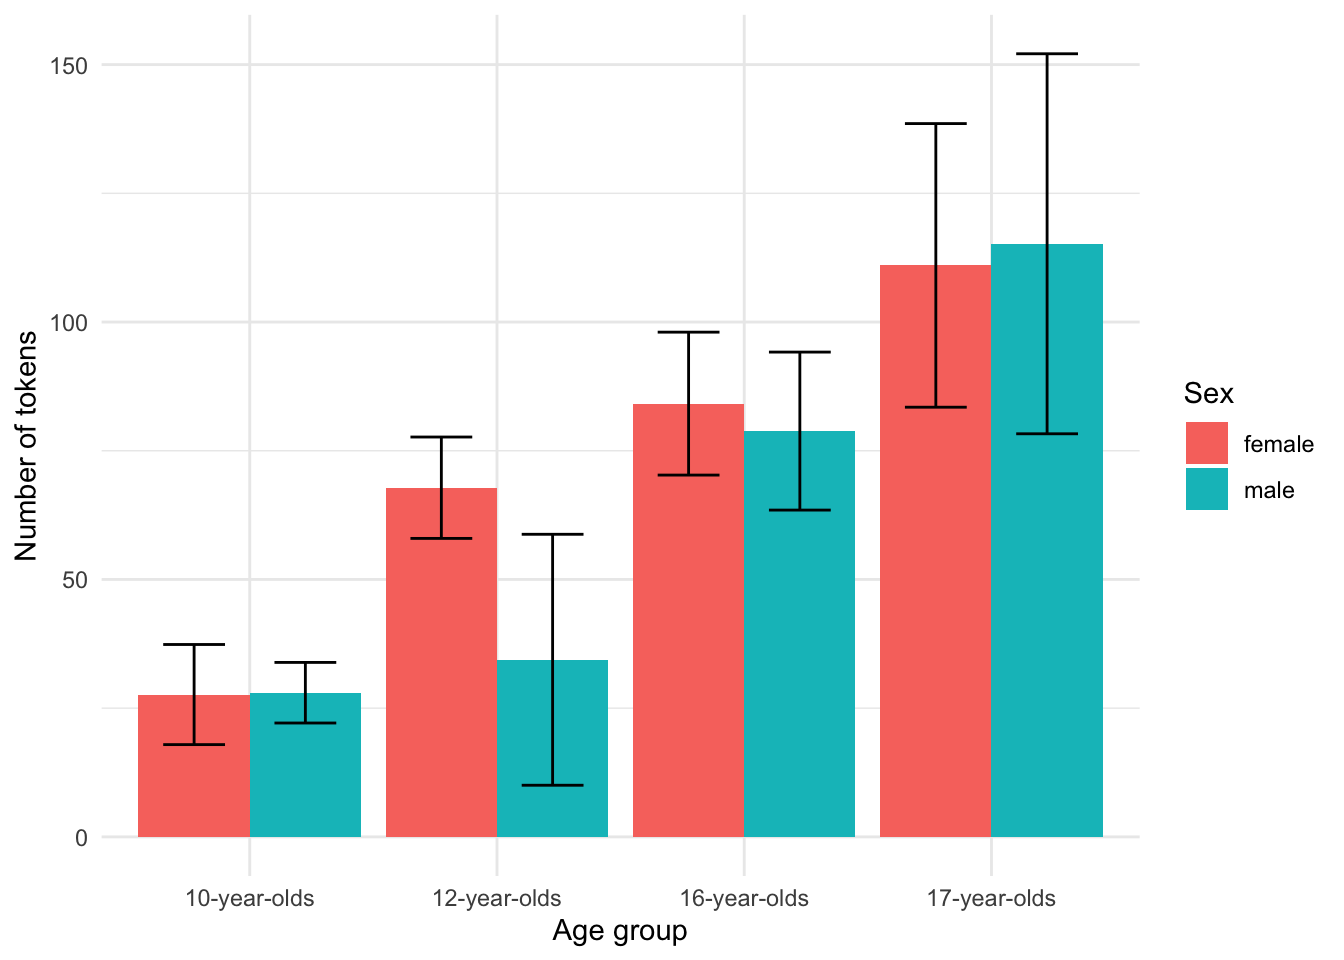 150
100
50
0
Number of tokens
10-year-olds 12-year-olds 16-year-olds 17-year-olds
Age group
Sex
female
male